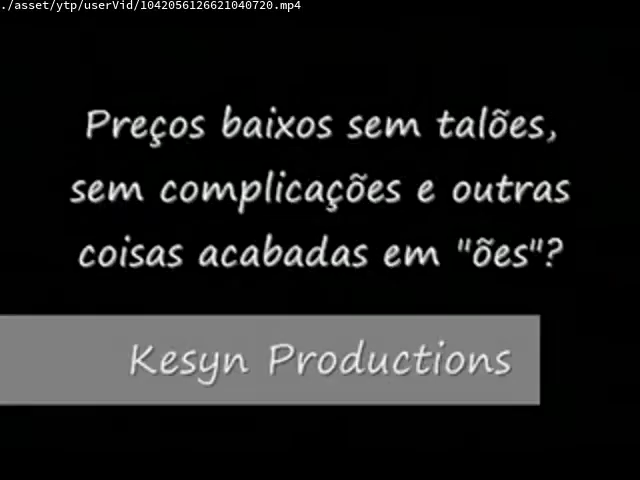 ./asset/ytp/userVid/1042056126621040720.mp4
Preços baixos sem talões,
sem complicações e outras
coisas acabadas em "ões"?
Kesyn Productions